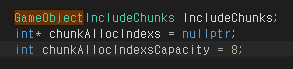 GameObjectIncludeChunks IncludeChunks;
int* chunkAllocIndexs = nullptr;
int chunkAllocIndexsCapacity = 8;